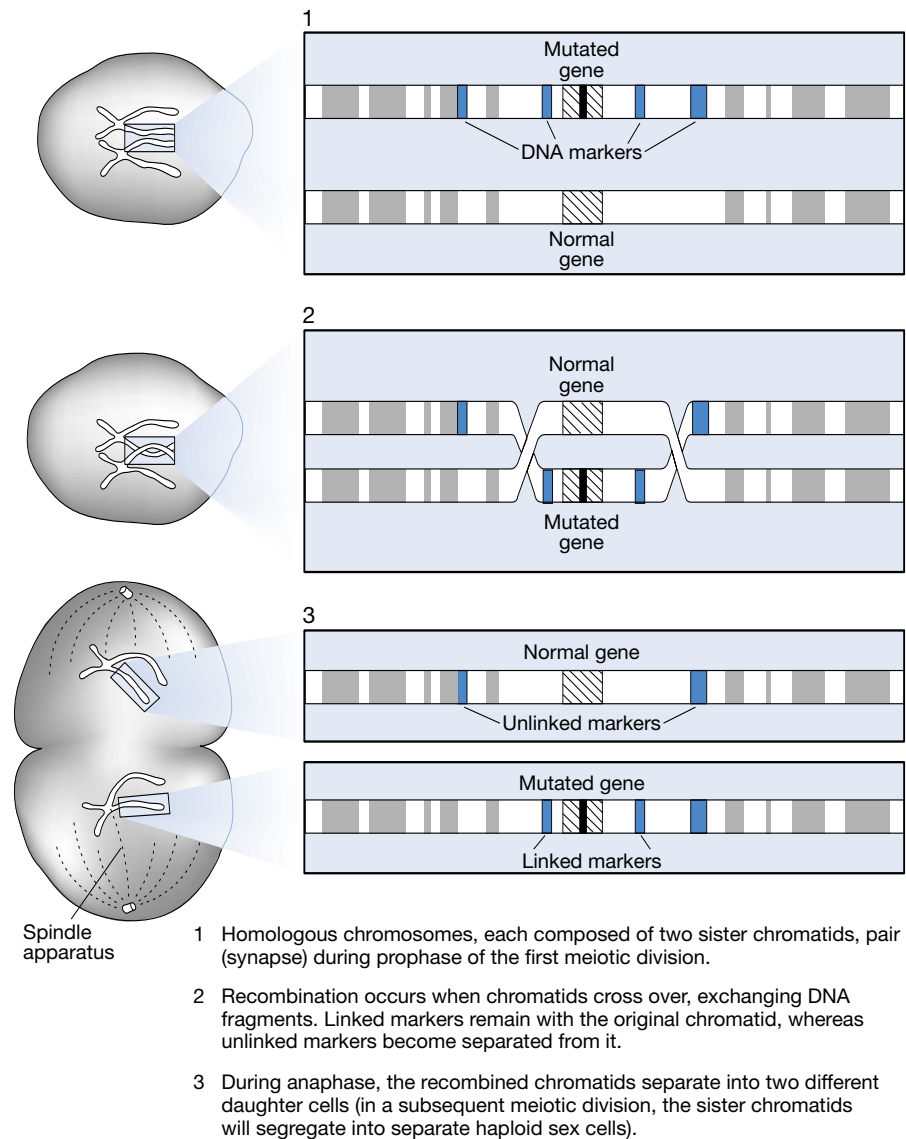 1
Mutated
gene
DNA markers
Normal
gene
2
Normal
gene
Mutated
gene
3
Normal gene
Unlinked markers
Mutated gene
Linked markers
Spindle
apparatus
1 Homologous chromosomes, each composed of two sister chromatids, pair
(synapse) during prophase of the first meiotic division.
2 Recombination occurs when chromatids cross over, exchanging DNA
fragments. Linked markers remain with the original chromatid, whereas
unlinked markers become separated from it.
3 During anaphase, the recombined chromatids separate into two different
daughter cells (in a subsequent meiotic division, the sister chromatids
will segregate into separate haploid sex cells).